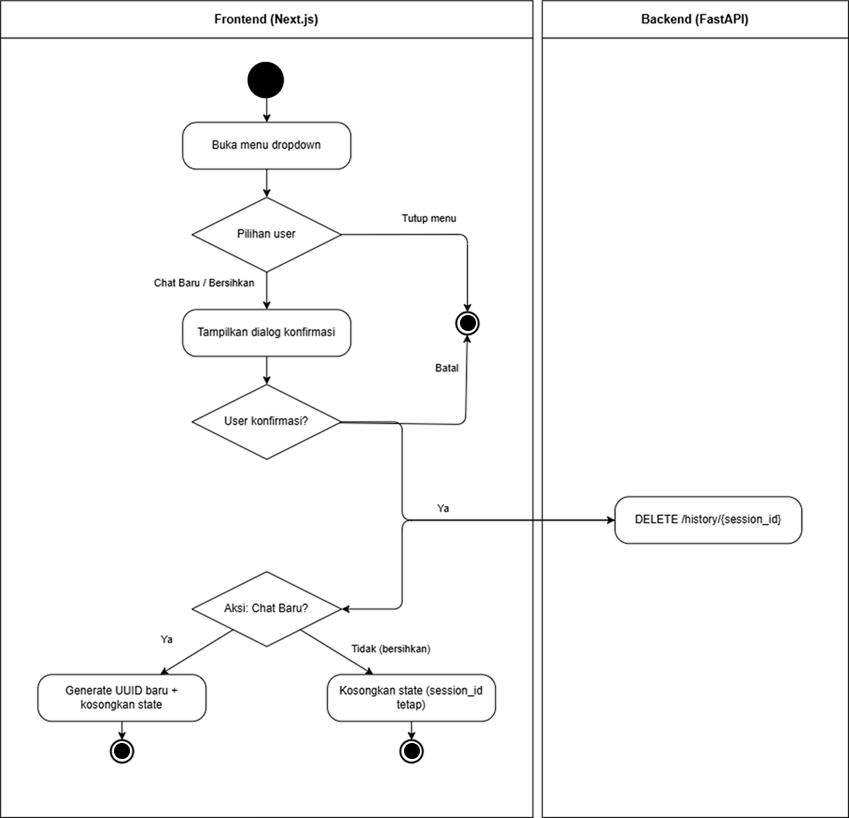 Frontend (Next.js)
Backend (FastAPI)
Buka menu dropdown
Pilihan user
Tutup menu
Chat Baru / Bersihkan
Tampilkan dialog konfirmasi
Batal
User konfirmasi?
Ya
DELETE /history/{session_id}
Aksi: Chat Baru?
Ya
Tidak (bersihkan)
Generate UUID baru +
kosongkan state
Kosongkan state (session_id
tetap)